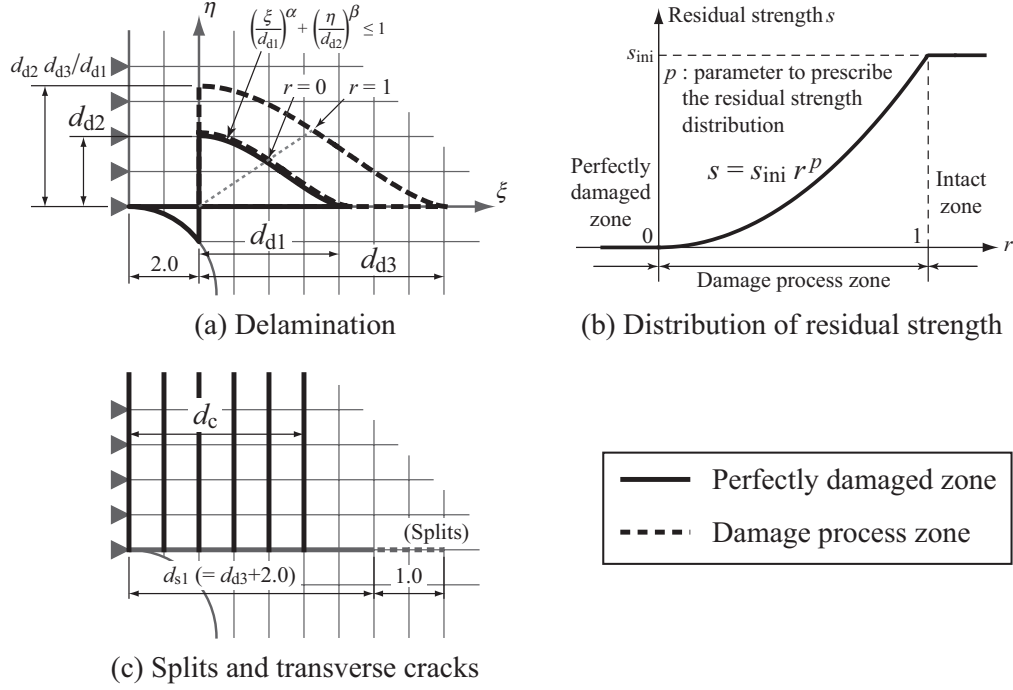 η
(ξ/d_d1)^α + (η/d_d2)^β ≤ 1
d_d2 d_d3/d_d1
r = 0
r = 1
d_d2
ξ
d_d1
2.0
d_d3
(a) Delamination
Residual strength s
s_ini
p : parameter to prescribe
the residual strength
distribution
Perfectly
damaged
zone
s = s_ini r^p
Intact
zone
0
1
r
Damage process zone
(b) Distribution of residual strength
d_c
(Splits)
d_s1 (= d_d3+2.0)
1.0
(c) Splits and transverse cracks
Perfectly damaged zone
Damage process zone